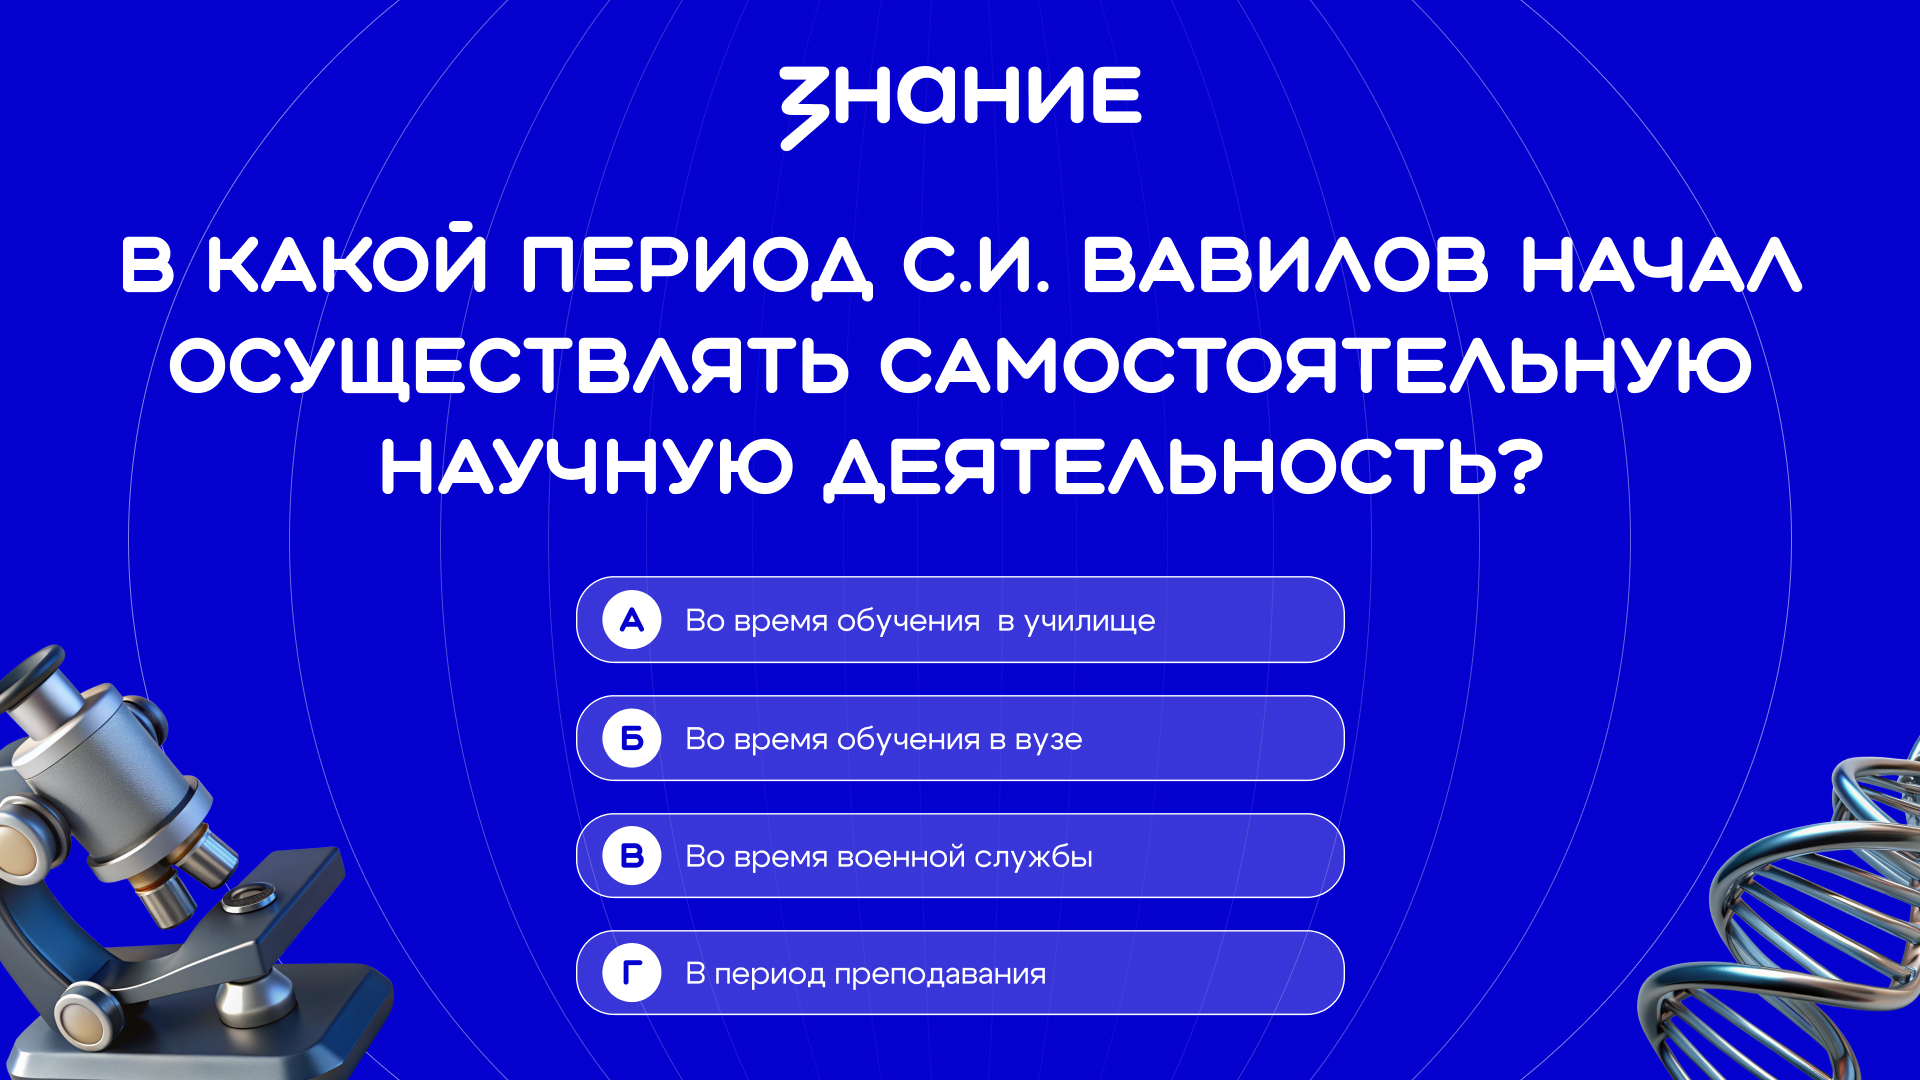 ЗНАНИЕ
В КАКОЙ ПЕРИОД С.И. ВАВИЛОВ НАЧАЛ
ОСУЩЕСТВЛЯТЬ САМОСТОЯТЕЛЬНУЮ
НАУЧНУЮ ДЕЯТЕЛЬНОСТЬ?
А Во время обучения в училище
Б Во время обучения в вузе
В Во время военной службы
Г В период преподавания